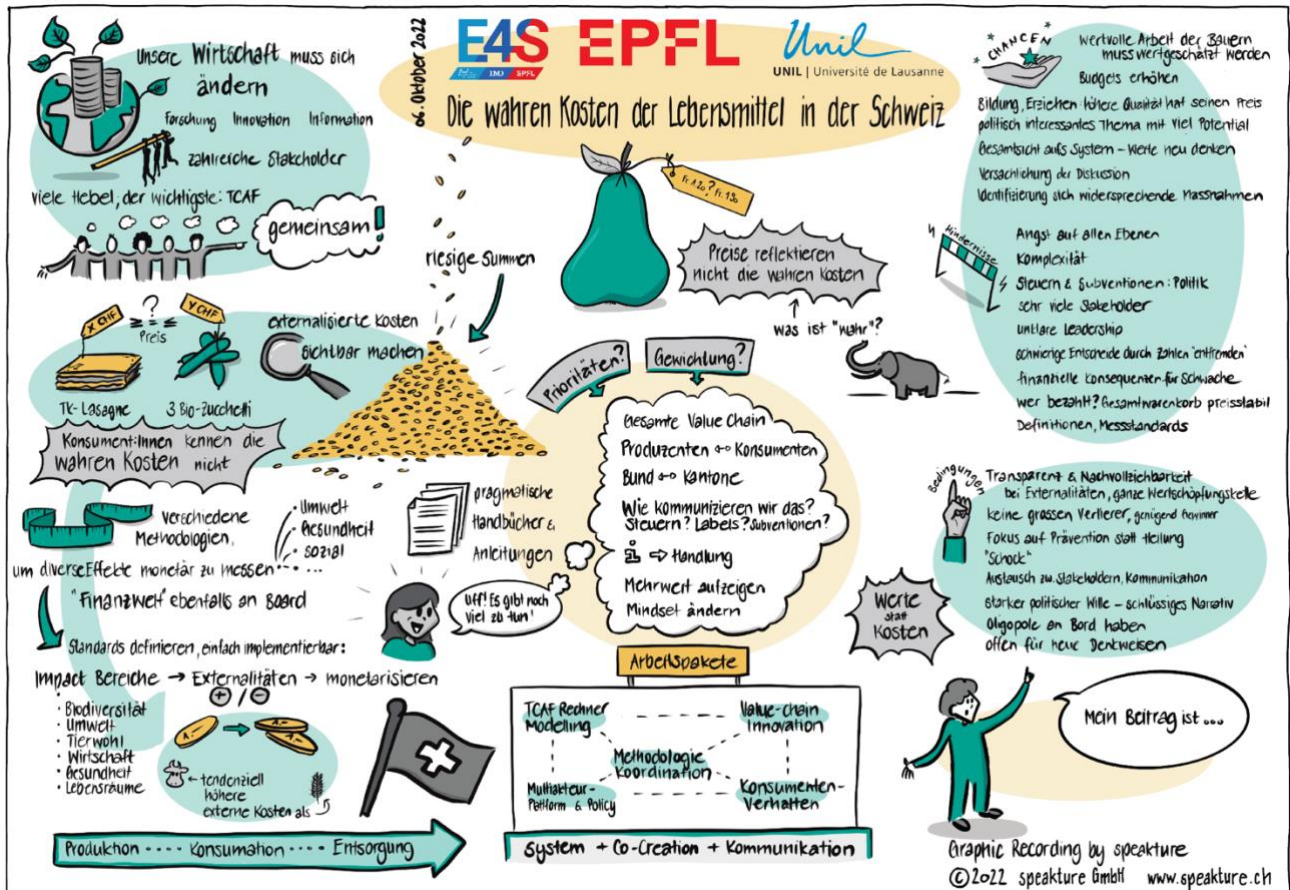 06. Oktober 2022
E4S
IMD EPFL
EPFL
Unil
UNIL | Université de Lausanne
Die wahren Kosten der Lebensmittel in der Schweiz
Unsere Wirtschaft muss sich
ändern
Forschung Innovation Information
zahlreiche Stakeholder
viele Hebel, der wichtigste: TCAF
gemeinsam!
X CHF
?
=
Preis
Y CHF
TK-Lasagne
3 Bio-Zucchetti
externalisierte Kosten
sichtbar machen
Konsument:Innen kennen die
wahren Kosten nicht
riesige Summen
Fr. 1.20? Fr. 1.90
Preise reflektieren
nicht die wahren Kosten
was ist "wahr"?
Verschiedene
Methodologien,
• Umwelt
• Gesundheit
• sozial
• ...
um diverse Effekte monetär zu messen
"Finanzwelt" ebenfalls an Board
Standards definieren, einfach implementierbar:
Impact Bereiche → Externalitäten → monetarisieren
+ / -
• Biodiversität
• Umwelt
• Tierwohl
• Wirtschaft
• Gesundheit
• Lebensräume
1.-
1.-
← tendenziell
höhere
externe Kosten als
Produktion ···· Konsumation ···· Entsorgung
pragmatische
Handbücher &
Anleitungen
Uff! Es gibt noch
viel zu tun!
Prioritäten?
Gewichtung?
Gesamte Value Chain
Produzenten ↔ Konsumenten
Bund ↔ Kantone
Wie kommunizieren wir das?
Steuern? Labels? Subventionen?
i ⇒ Handlung
Mehrwert aufzeigen
Mindset ändern
Arbeitspakete
TCAF Rechner
Modelling
Value-chain
Innovation
Methodologie
Koordination
Multiakteur-
Platform & Policy
Konsumenten-
Verhalten
System + Co-Creation + Kommunikation
CHANCEN
Wertvolle Arbeit der Bauern
muss wertgeschätzt werden
Budgets erhöhen
Bildung, Erziehen höhere Qualität hat seinen Preis
politisch interessantes Thema mit viel Potential
Gesamtsicht aufs System - Werte neu denken
Versachlichung der Diskussion
Identifizierung sich widersprechende Massnahmen
Hindernisse
Angst auf allen Ebenen
Komplexität
Steuern & Subventionen: Politik
sehr viele Stakeholder
unklare Leadership
schwierige Entscheide durch Zahlen "entfremden"
finanzielle Konsequenzen für Schwache
wer bezahlt? Gesamtwarenkorb preisstabil
Definitionen, Messstandards
Bedingungen
Transparent & Nachvollziehbarkeit
bei Externalitäten, ganze Wertschöpfungskette
keine grossen Verlierer, genügend Gewinner
Fokus auf Prävention statt Heilung
"Schock"
Austausch zw. Stakeholdern, Kommunikation
starker politischer Wille - schlüssiges Narrativ
Oligopole an Bord haben
offen für neue Denkweisen
Werte
statt
Kosten
Mein Beitrag ist ...
Graphic Recording by speakture
© 2022 speakture GmbH www.speakture.ch